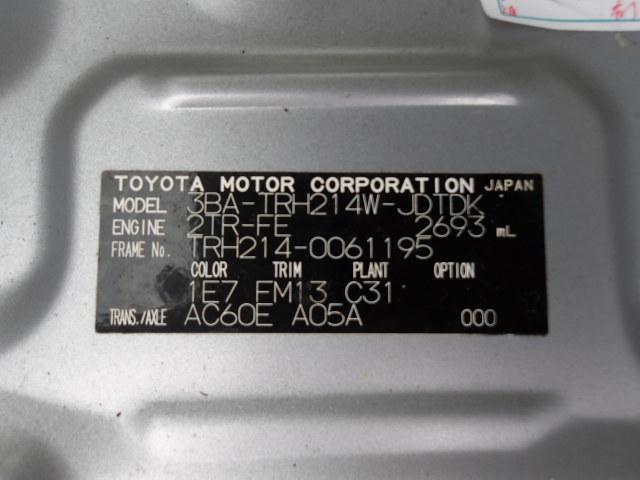 TOYOTA MOTOR CORPORATION JAPAN
MODEL 3BA-TRH214W-JDTDK
ENGINE 2TR-FE 2693 mL
FRAME No. TRH214-0061195
COLOR TRIM PLANT OPTION
1E7 FM13 C31
TRANS./AXLE AC60E A05A 000